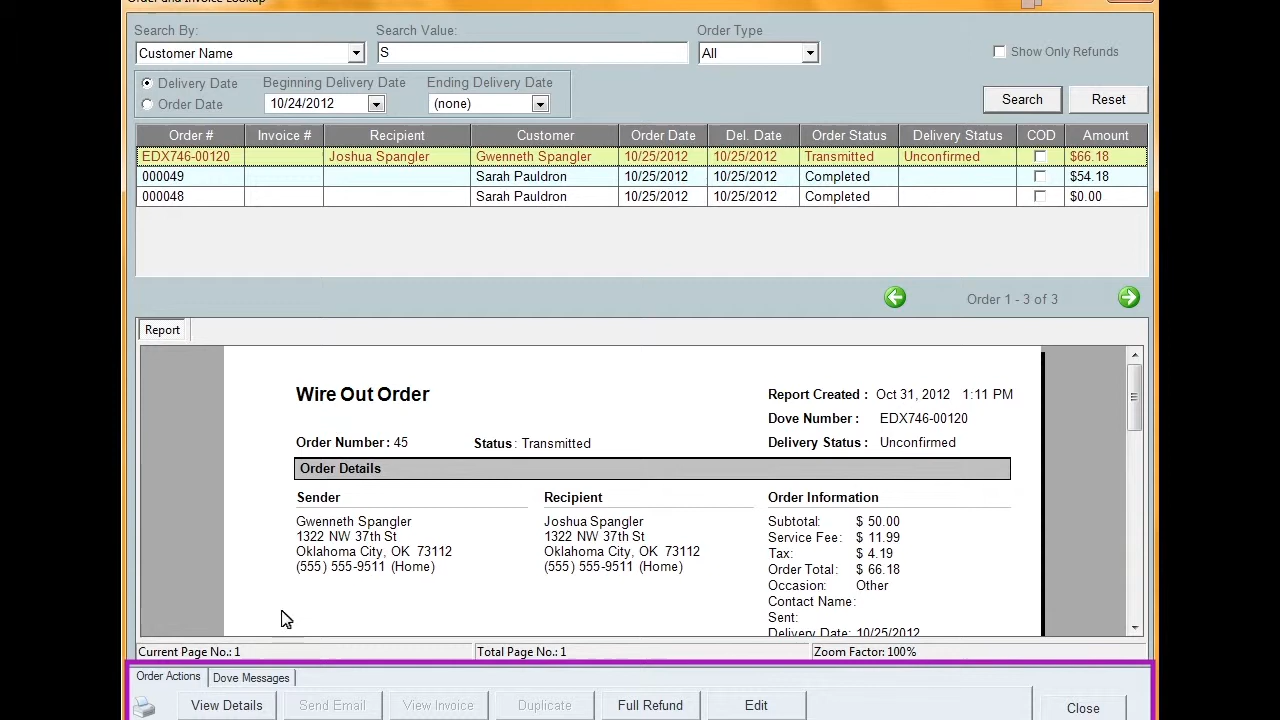 Order and Invoice Lookup
Search By: Search Value: Order Type
Customer Name S All Show Only Refunds
Delivery Date Beginning Delivery Date Ending Delivery Date
Order Date 10/24/2012 (none) Search Reset
Order # Invoice # Recipient Customer Order Date Del. Date Order Status Delivery Status COD Amount
EDX746-00120 Joshua Spangler Gwenneth Spangler 10/25/2012 10/25/2012 Transmitted Unconfirmed $66.18
000049 Sarah Pauldron 10/25/2012 10/25/2012 Completed $54.18
000048 Sarah Pauldron 10/25/2012 10/25/2012 Completed $0.00
Order 1 - 3 of 3
Report
Wire Out Order Report Created : Oct 31, 2012 1:11 PM
Dove Number : EDX746-00120
Order Number : 45 Status : Transmitted Delivery Status : Unconfirmed
Order Details
Sender Recipient Order Information
Gwenneth Spangler Joshua Spangler Subtotal: $ 50.00
1322 NW 37th St 1322 NW 37th St Service Fee: $ 11.99
Oklahoma City, OK 73112 Oklahoma City, OK 73112 Tax: $ 4.19
(555) 555-9511 (Home) (555) 555-9511 (Home) Order Total: $ 66.18
Occasion: Other
Contact Name:
Sent:
Delivery Date: 10/25/2012
Current Page No.: 1 Total Page No.: 1 Zoom Factor: 100%
Order Actions Dove Messages
View Details Send Email View Invoice Duplicate Full Refund Edit Close